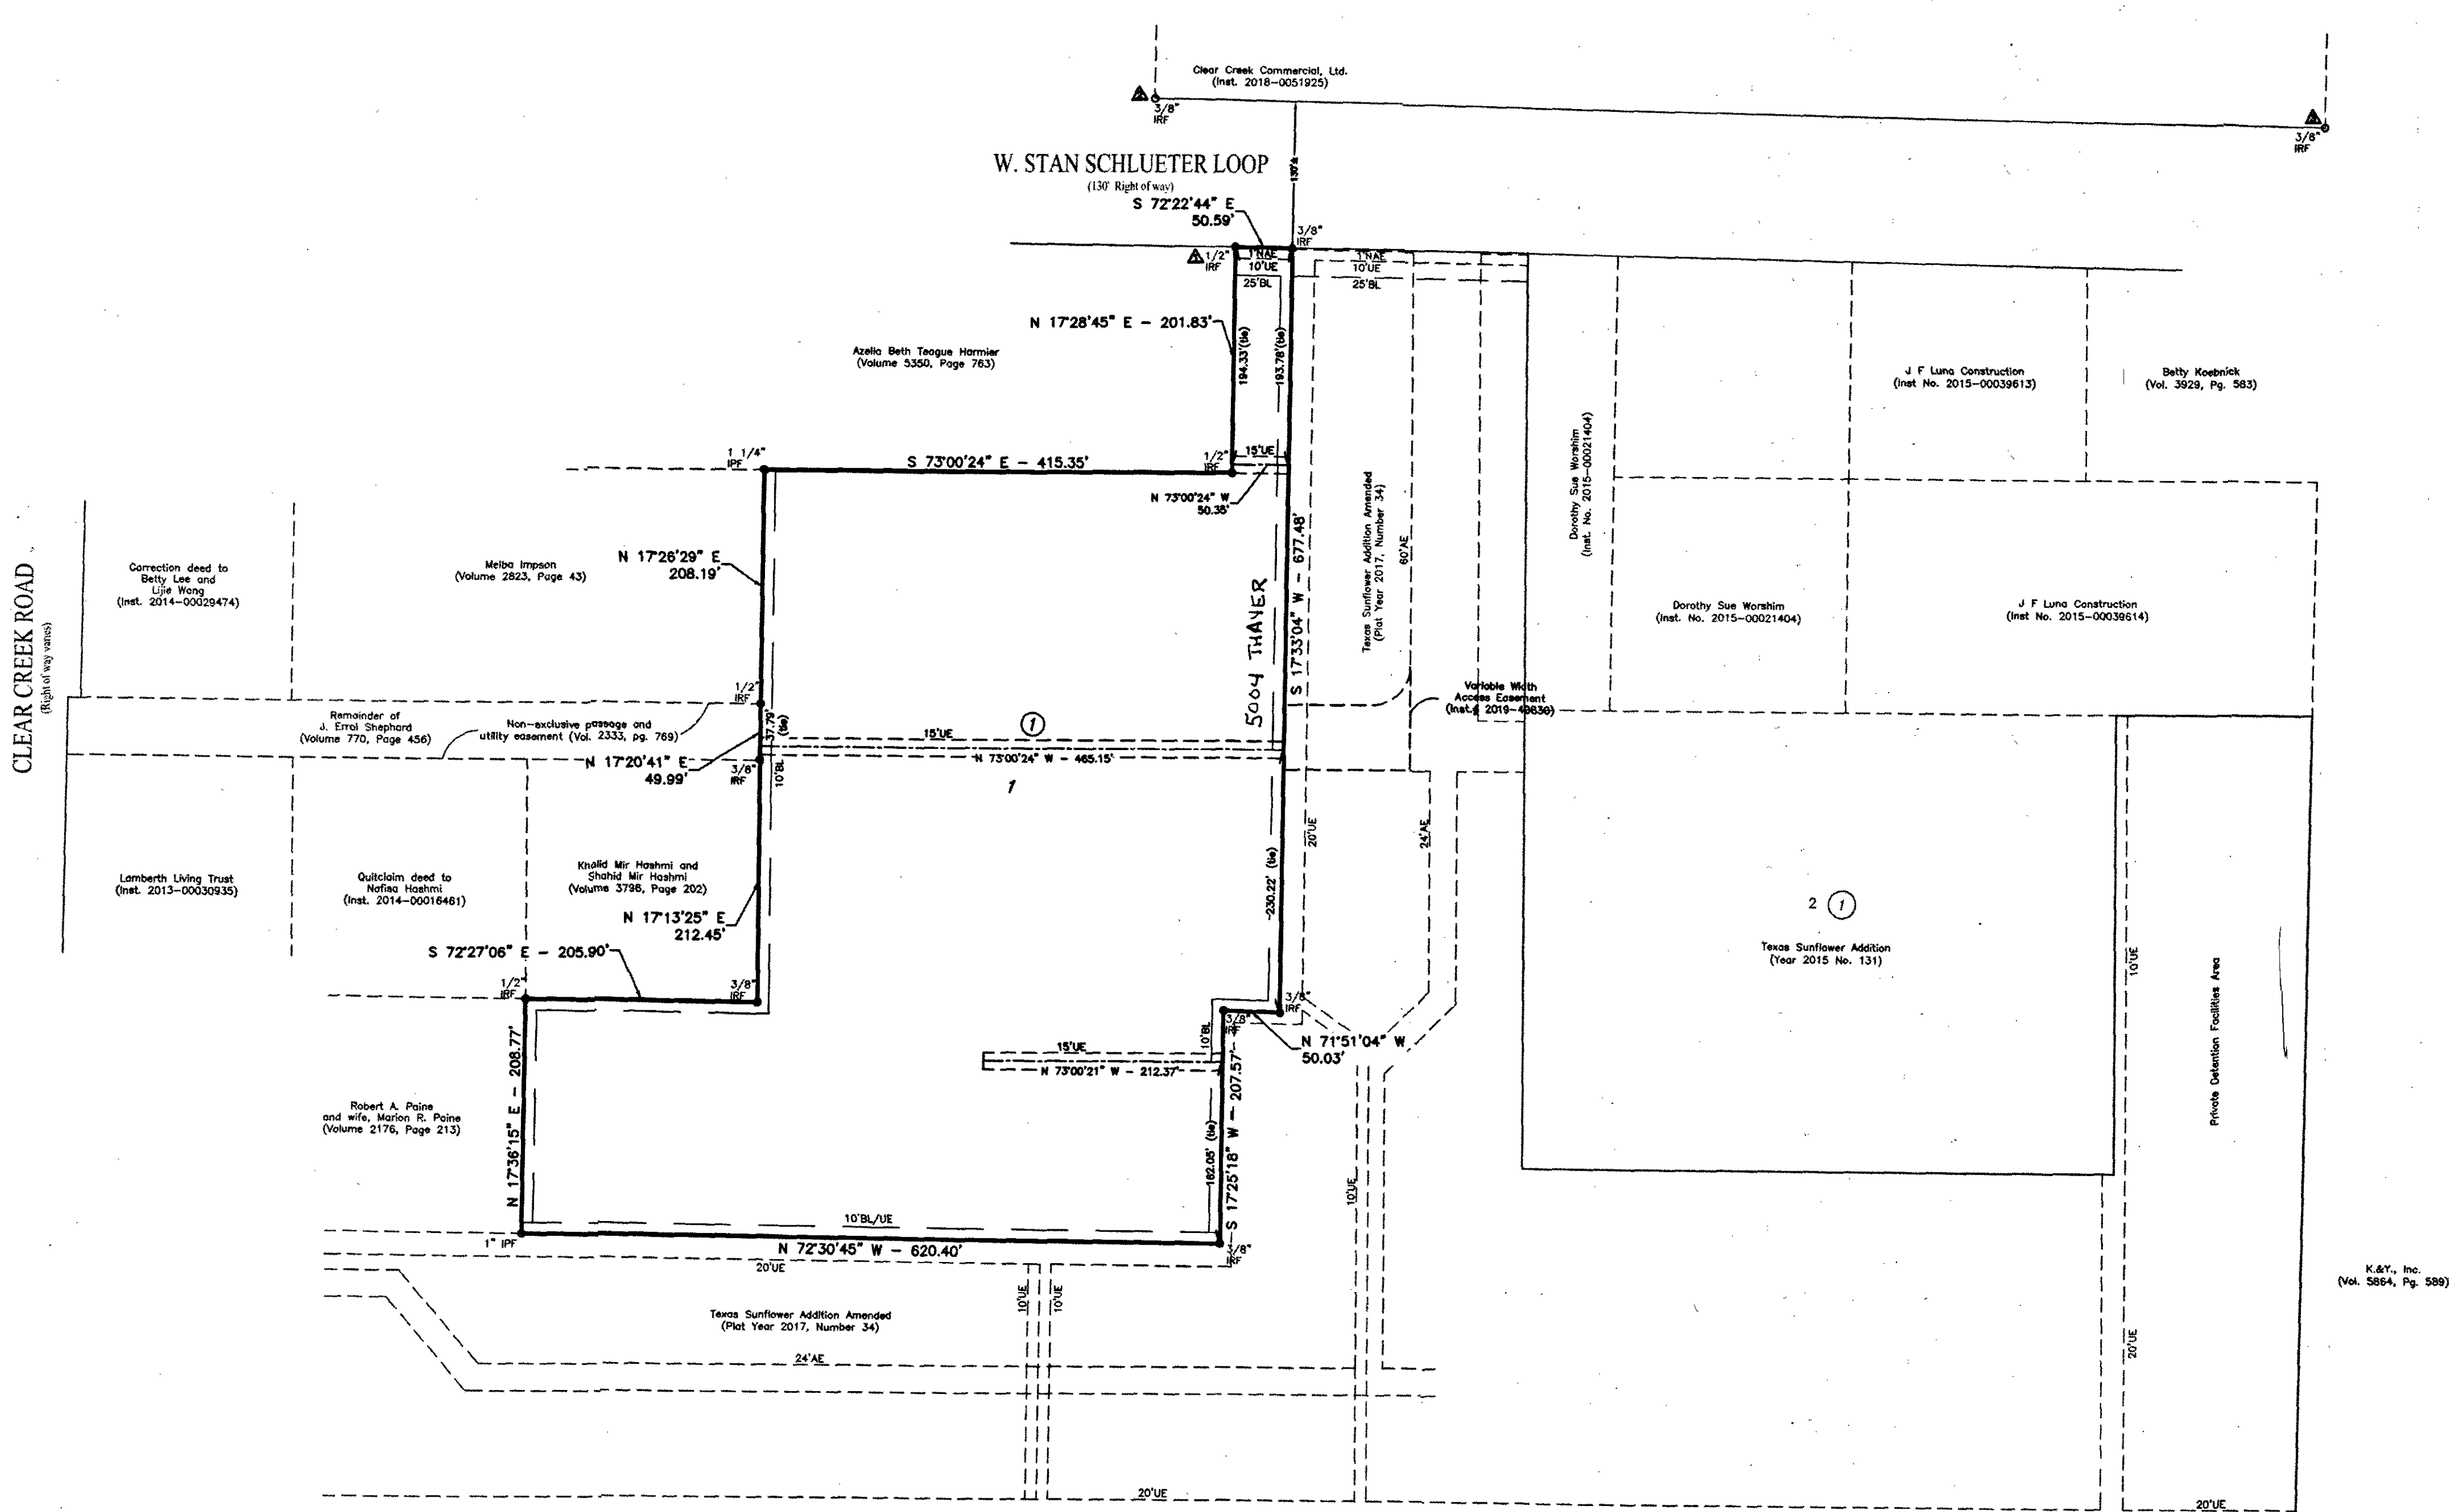 Clear Creek Commercial, Ltd.
(Inst. 2018-0051925)
3/8"
IRF
3/8"
IRF
W. STAN SCHLUETER LOOP
(130' Right of way)
130'±
S 72°22'44" E
50.59'
3/8"
IRF
1/2"
IRF
1'NAE
10'UE
25'BL
1'NAE
10'UE
25'BL
N 17°28'45" E - 201.83'
194.33'(tie)
193.78'(tie)
Azelia Beth Teague Harmier
(Volume 5350, Page 763)
J F Luna Construction
(Inst No. 2015-00039613)
Betty Koebnick
(Vol. 3929, Pg. 583)
Dorothy Sue Worshim
(Inst. No. 2015-00021404)
1 1/4"
IPF
S 73°00'24" E - 415.35'
1/2"
IRF
15'UE
N 73°00'24" W
50.35'
Texas Sunflower Addition Amended
(Plat Year 2017, Number 34)
60'AE
S 17°33'04" W - 677.48'
5004 THAYER
CLEAR CREEK ROAD
(Right of way varies)
Correction deed to
Betty Lee and
Lijie Wang
(Inst. 2014-00029474)
Melba Impson
(Volume 2823, Page 43)
N 17°26'29" E
208.19'
Dorothy Sue Worshim
(Inst. No. 2015-00021404)
J F Luna Construction
(Inst No. 2015-00039614)
Variable Width
Access Easement
(Inst.# 2019-40830)
1/2"
IRF
Remainder of
J. Errol Shephard
(Volume 770, Page 456)
Non-exclusive passage and
utility easement (Vol. 2333, pg. 769)
37.79'
(tie)
1
15'UE
N 73°00'24" W - 465.15'
N 17°20'41" E
49.99'
3/8"
IRF
10'BL
1
20'UE
24'AE
Lamberth Living Trust
(Inst. 2013-00030935)
Quitclaim deed to
Nafisa Hashmi
(Inst. 2014-00016461)
Khalid Mir Hashmi and
Shahid Mir Hashmi
(Volume 3796, Page 202)
N 17°13'25" E
212.45'
230.22' (tie)
2 1
Texas Sunflower Addition
(Year 2015 No. 131)
10'UE
Private Detention Facilities Area
S 72°27'06" E - 205.90'
1/2"
IRF
3/8"
IRF
3/8"
IRF
3/8"
IRF
10'BL
N 71°51'04" W
50.03'
15'UE
N 73°00'21" W - 212.37'
N 17°36'15" E - 208.77'
Robert A. Paine
and wife, Marion R. Paine
(Volume 2176, Page 213)
162.05' (tie)
S 17°25'18" W - 207.57'
10'UE
10'BL/UE
1" IPF
N 72°30'45" W - 620.40'
3/8"
IRF
20'UE
10'UE
10'UE
K.&Y., Inc.
(Vol. 5864, Pg. 589)
Texas Sunflower Addition Amended
(Plat Year 2017, Number 34)
24'AE
20'UE
20'UE
20'UE